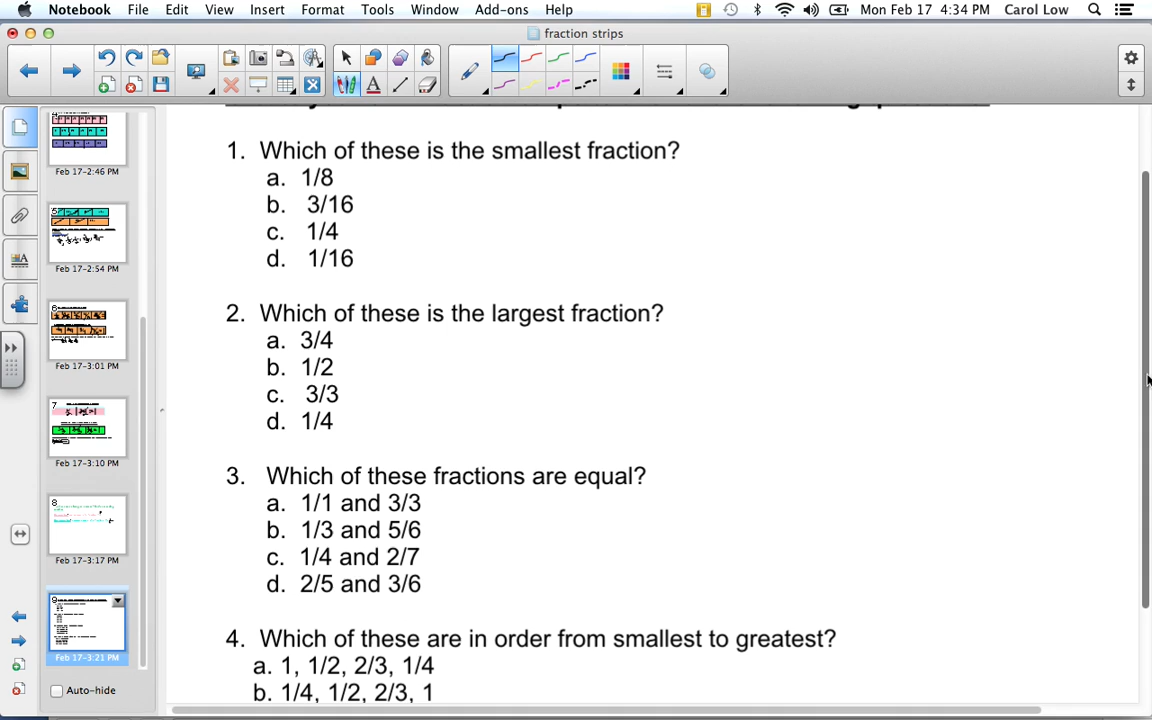 Notebook File Edit View Insert Format Tools Window Add-ons Help Mon Feb 17 4:34 PM Carol Low
fraction strips
1. Which of these is the smallest fraction?
a. 1/8
b. 3/16
c. 1/4
d. 1/16
2. Which of these is the largest fraction?
a. 3/4
b. 1/2
c. 3/3
d. 1/4
3. Which of these fractions are equal?
a. 1/1 and 3/3
b. 1/3 and 5/6
c. 1/4 and 2/7
d. 2/5 and 3/6
4. Which of these are in order from smallest to greatest?
a. 1, 1/2, 2/3, 1/4
b. 1/4, 1/2, 2/3, 1
Feb 17-2:46 PM
5
Feb 17-2:54 PM
6
Feb 17-3:01 PM
7
Feb 17-3:10 PM
8
Feb 17-3:17 PM
9
Feb 17-3:21 PM
Auto-hide